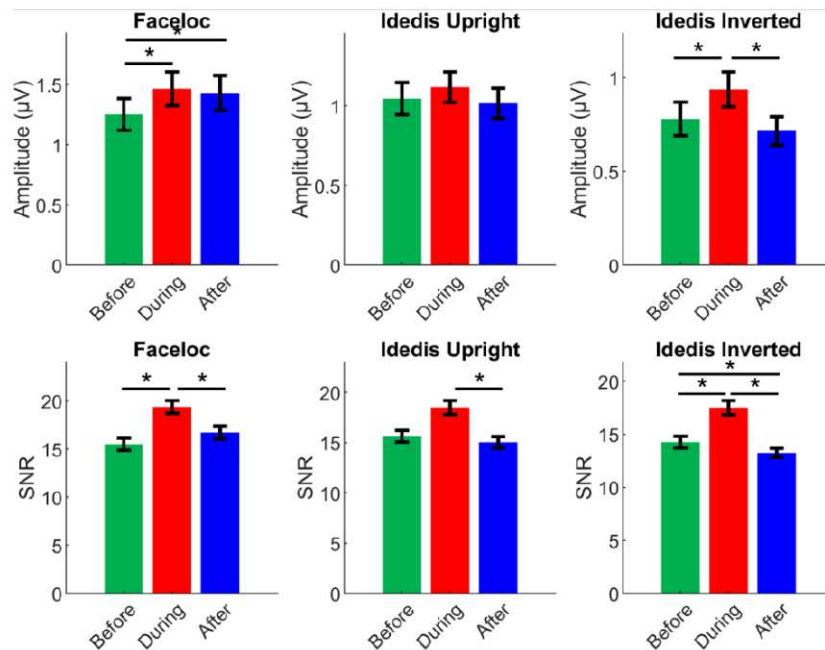 Faceloc
Idedis Upright
Idedis Inverted
*
*
*
*
Amplitude (µV)
1.5
1
0.5
0
Before
During
After
Amplitude (µV)
1
0.5
0
Before
During
After
Amplitude (µV)
1
0.5
0
Before
During
After
Faceloc
Idedis Upright
Idedis Inverted
*
*
*
*
*
*
SNR
20
15
10
5
0
Before
During
After
SNR
20
15
10
5
0
Before
During
After
SNR
20
15
10
5
0
Before
During
After